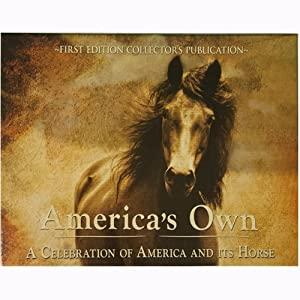 ~FIRST EDITION COLLECTOR'S PUBLICATION~
America's Own
A CELEBRATION OF AMERICA AND ITS HORSE